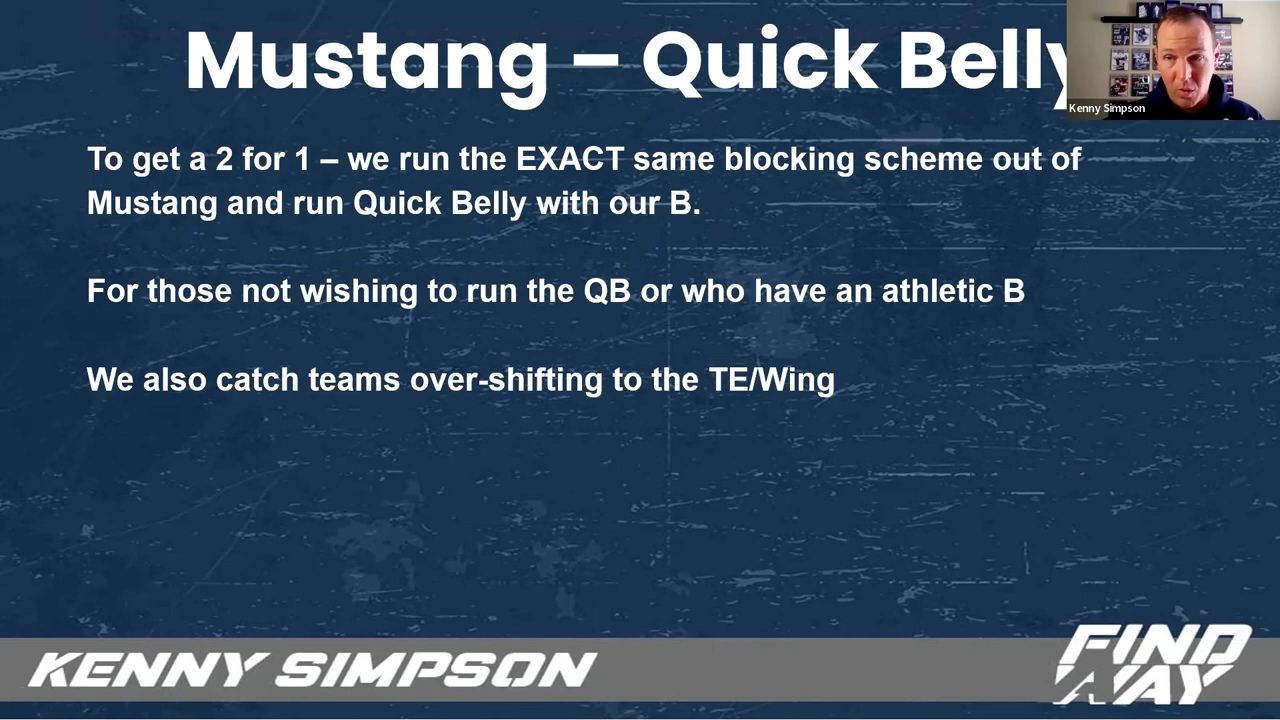 Mustang – Quick Belly
Kenny Simpson
To get a 2 for 1 – we run the EXACT same blocking scheme out of
Mustang and run Quick Belly with our B.
For those not wishing to run the QB or who have an athletic B
We also catch teams over-shifting to the TE/Wing
KENNY SIMPSON
FIND
A WAY